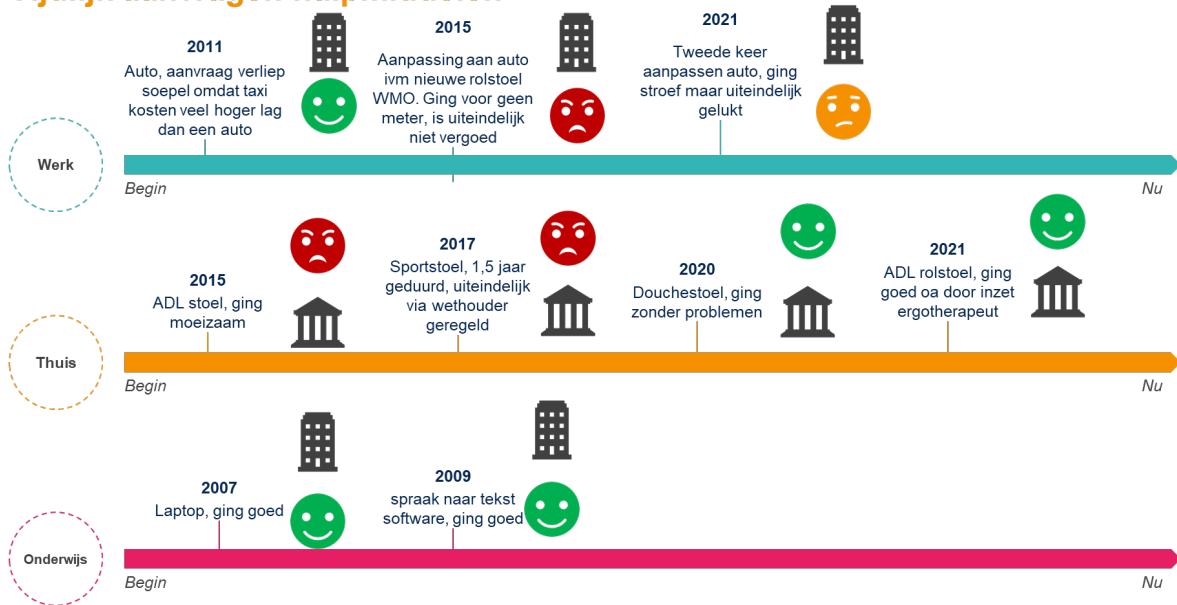 2011
Auto, aanvraag verliep
soepel omdat taxi
kosten veel hoger lag
dan een auto
2015
Aanpassing aan auto
ivm nieuwe rolstoel
WMO. Ging voor geen
meter, is uiteindelijk
niet vergoed
2021
Tweede keer
aanpassen auto, ging
stroef maar uiteindelijk
gelukt
Werk
Begin
Nu
2015
ADL stoel, ging
moeizaam
2017
Sportstoel, 1,5 jaar
geduurd, uiteindelijk
via wethouder
geregeld
2020
Douchestoel, ging
zonder problemen
2021
ADL rolstoel, ging
goed oa door inzet
ergotherapeut
Thuis
Begin
Nu
2007
Laptop, ging goed
2009
spraak naar tekst
software, ging goed
Onderwijs
Begin
Nu